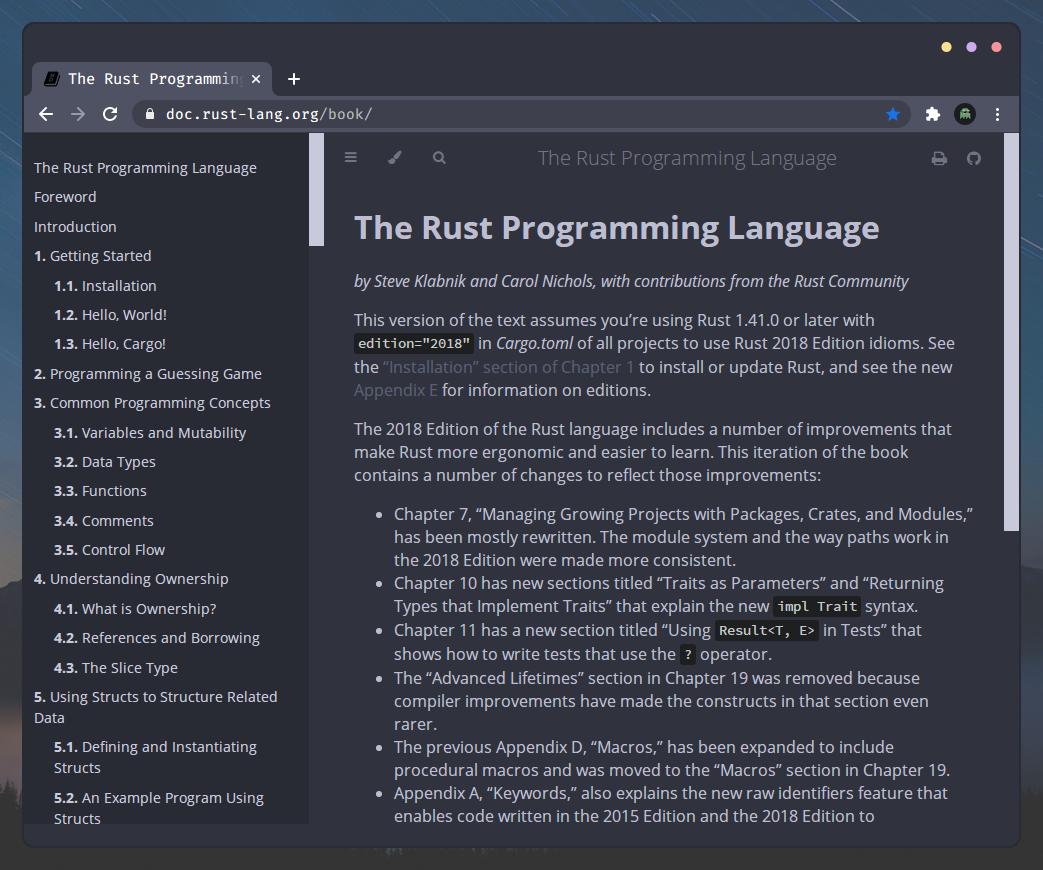 The Rust Programming
doc.rust-lang.org/book/
The Rust Programming Language
Foreword
Introduction
1. Getting Started
1.1. Installation
1.2. Hello, World!
1.3. Hello, Cargo!
2. Programming a Guessing Game
3. Common Programming Concepts
3.1. Variables and Mutability
3.2. Data Types
3.3. Functions
3.4. Comments
3.5. Control Flow
4. Understanding Ownership
4.1. What is Ownership?
4.2. References and Borrowing
4.3. The Slice Type
5. Using Structs to Structure Related
Data
5.1. Defining and Instantiating
Structs
5.2. An Example Program Using
Structs
The Rust Programming Language
The Rust Programming Language
by Steve Klabnik and Carol Nichols, with contributions from the Rust Community
This version of the text assumes you’re using Rust 1.41.0 or later with
edition="2018" in Cargo.toml of all projects to use Rust 2018 Edition idioms. See
the “Installation” section of Chapter 1 to install or update Rust, and see the new
Appendix E for information on editions.
The 2018 Edition of the Rust language includes a number of improvements that
make Rust more ergonomic and easier to learn. This iteration of the book
contains a number of changes to reflect those improvements:
• Chapter 7, “Managing Growing Projects with Packages, Crates, and Modules,”
has been mostly rewritten. The module system and the way paths work in
the 2018 Edition were made more consistent.
• Chapter 10 has new sections titled “Traits as Parameters” and “Returning
Types that Implement Traits” that explain the new impl Trait syntax.
• Chapter 11 has a new section titled “Using Result<T, E> in Tests” that
shows how to write tests that use the ? operator.
• The “Advanced Lifetimes” section in Chapter 19 was removed because
compiler improvements have made the constructs in that section even
rarer.
• The previous Appendix D, “Macros,” has been expanded to include
procedural macros and was moved to the “Macros” section in Chapter 19.
• Appendix A, “Keywords,” also explains the new raw identifiers feature that
enables code written in the 2015 Edition and the 2018 Edition to